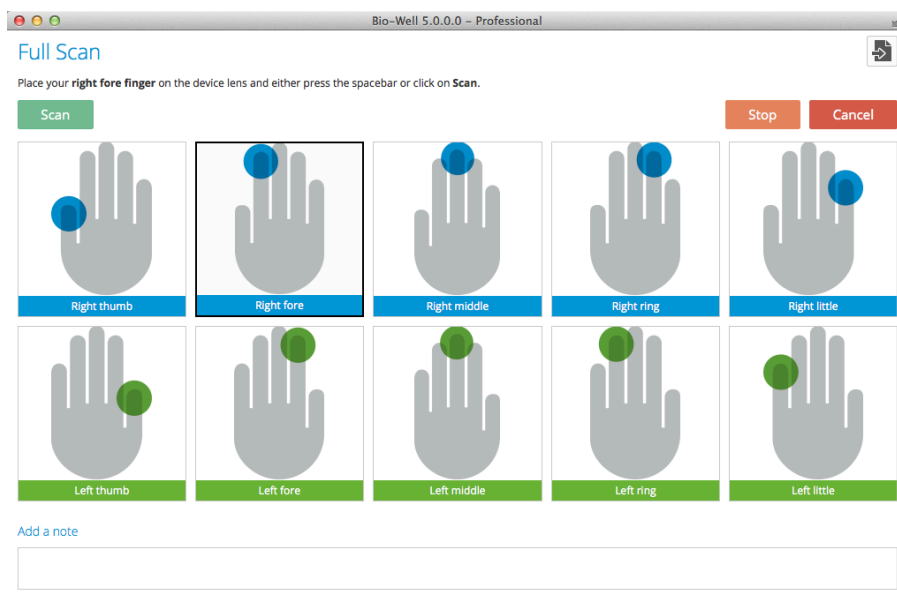 Bio-Well 5.0.0.0 – Professional
Full Scan
Place your right fore finger on the device lens and either press the spacebar or click on Scan.
Scan
Stop
Cancel
Right thumb
Right fore
Right middle
Right ring
Right little
Left thumb
Left fore
Left middle
Left ring
Left little
Add a note